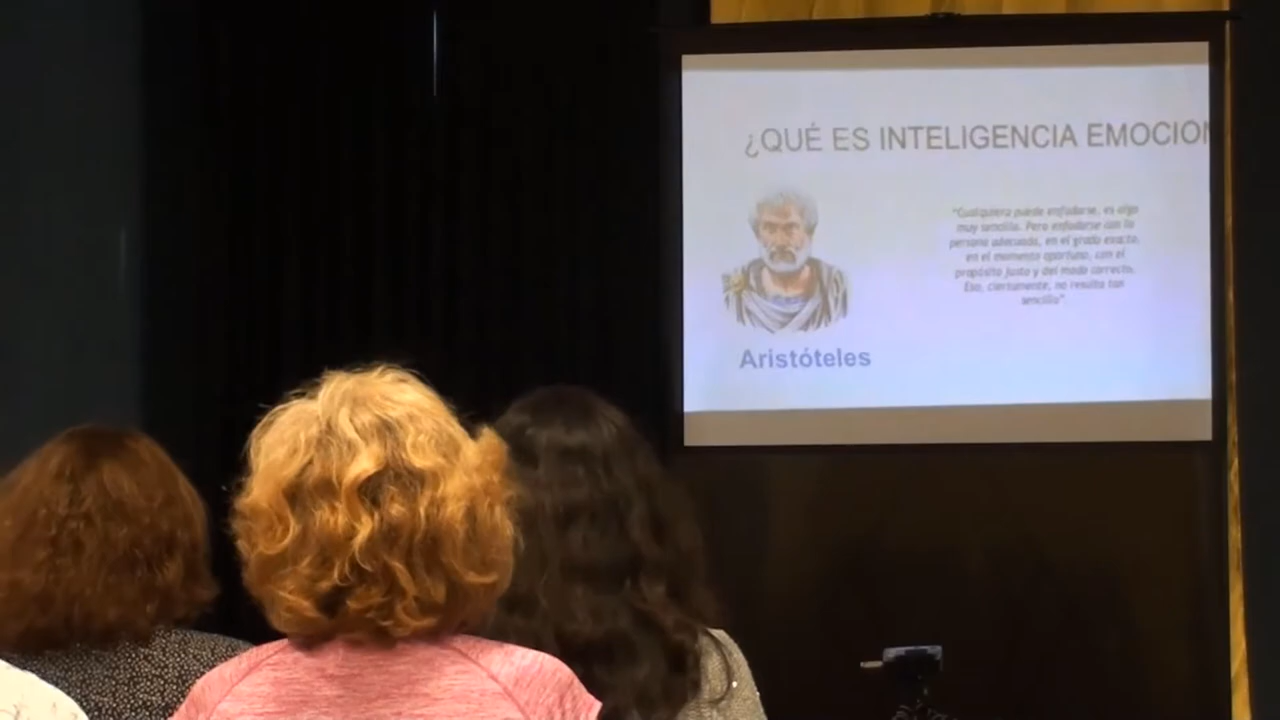 ¿QUÉ ES INTELIGENCIA EMOCION
"Cualquiera puede enfadarse, es algo
muy sencillo. Pero enfadarse con la
persona adecuada, en el grado exacto,
en el momento oportuno, con el
propósito justo y del modo correcto.
Eso, ciertamente, no resulta tan
sencillo".
Aristóteles